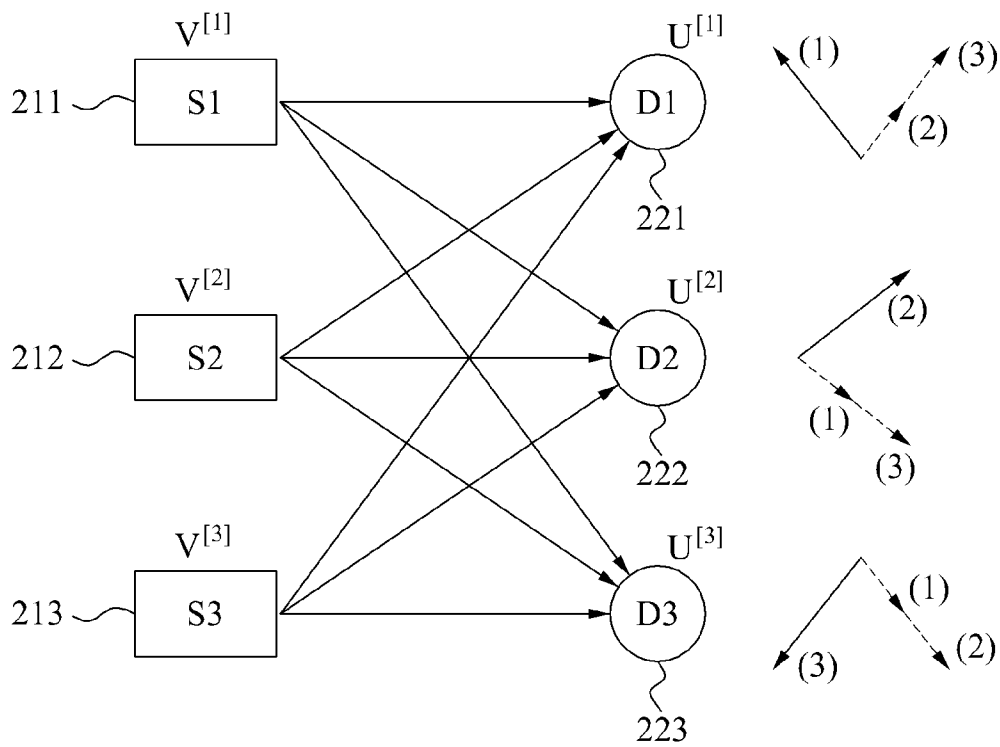 V[1] U[1]
(1) (3)
211 S1 D1 (2)
221
V[2] U[2]
(2)
212 S2 D2
(1)
222 (3)
V[3] U[3]
(1)
213 S3 D3
(3) (2)
223